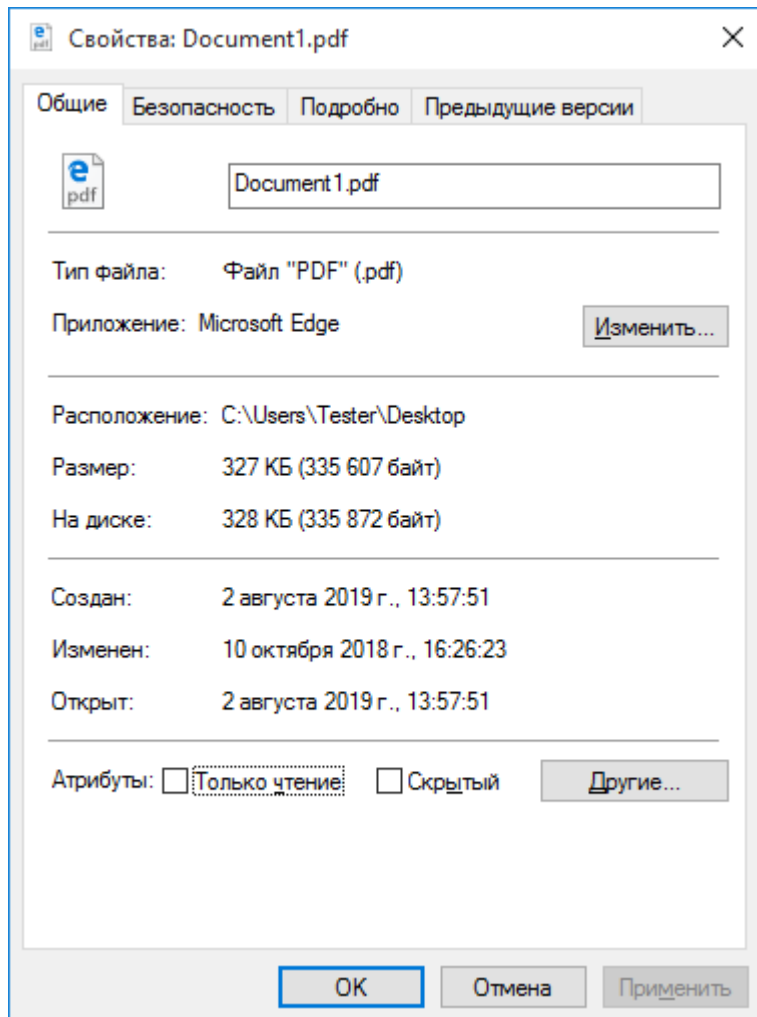 Свойства: Document1.pdf
Общие Безопасность Подробно Предыдущие версии
pdf Document1.pdf
Тип файла: Файл "PDF" (.pdf)
Приложение: Microsoft Edge Изменить...
Расположение: C:\Users\Tester\Desktop
Размер: 327 КБ (335 607 байт)
На диске: 328 КБ (335 872 байт)
Создан: 2 августа 2019 г., 13:57:51
Изменен: 10 октября 2018 г., 16:26:23
Открыт: 2 августа 2019 г., 13:57:51
Атрибуты: Только чтение Скрытый Другие...
OK Отмена Применить